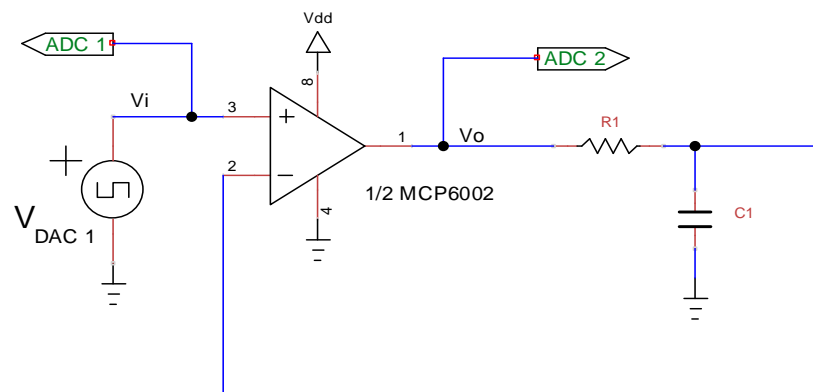 Vdd
ADC 1
ADC 2
8
Vi
3
+
1
Vo
R1
2
−
1/2 MCP6002
4
C1
V DAC 1